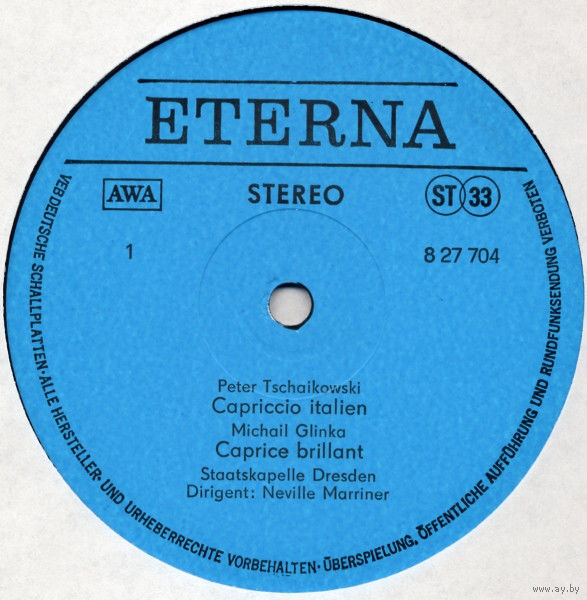 ETERNA
AWA
STEREO
ST 33
1
8 27 704
Peter Tschaikowski
Capriccio italien
Michail Glinka
Caprice brillant
Staatskapelle Dresden
Dirigent: Neville Marriner
VEB DEUTSCHE SCHALLPLATTEN · ALLE HERSTELLER- UND URHEBERRECHTE VORBEHALTEN · ÜBERSPIELUNG, ÖFFENTLICHE AUFFÜHRUNG UND RUNDFUNKSENDUNG VERBOTEN
www.ay.by